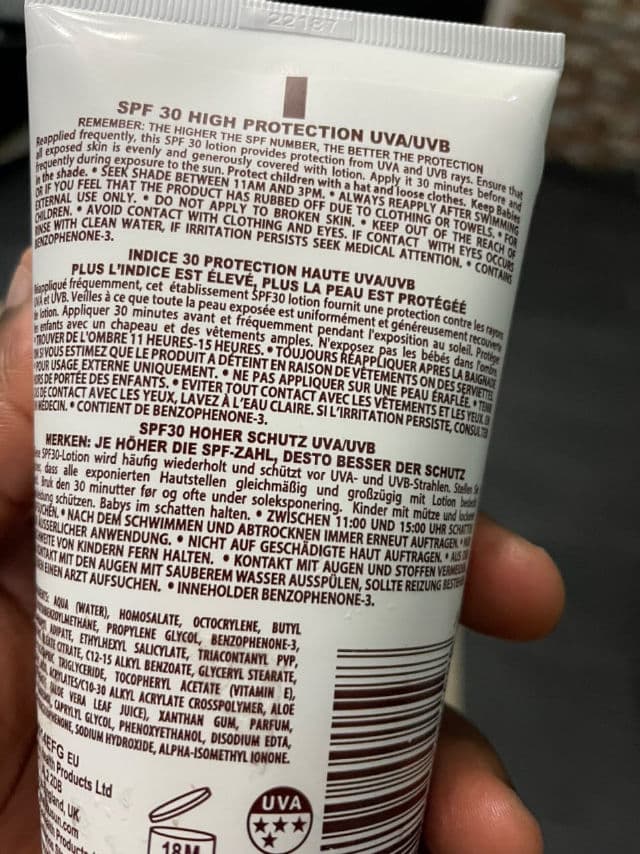 22187
SPF 30 HIGH PROTECTION UVA/UVB
REMEMBER: THE HIGHER THE SPF NUMBER, THE BETTER THE PROTECTION
Reapplied frequently, this SPF 30 lotion provides protection from UVA and UVB rays. Ensure that
all exposed skin is evenly and generously covered with lotion. Apply it 30 minutes before and
frequently during exposure to the sun. Protect children with a hat and loose clothes. Keep Babies
in the shade. • SEEK SHADE BETWEEN 11AM AND 3PM. • ALWAYS REAPPLY AFTER SWIMMING
OR IF YOU FEEL THAT THE PRODUCT HAS RUBBED OFF DUE TO CLOTHING OR TOWELS. • FOR
EXTERNAL USE ONLY. • DO NOT APPLY TO BROKEN SKIN. • KEEP OUT OF THE REACH OF
CHILDREN. • AVOID CONTACT WITH CLOTHING AND EYES. IF CONTACT WITH EYES OCCURS
RINSE WITH CLEAN WATER, IF IRRITATION PERSISTS SEEK MEDICAL ATTENTION. • CONTAINS
BENZOPHENONE-3.
INDICE 30 PROTECTION HAUTE UVA/UVB
PLUS L'INDICE EST ÉLEVÉ, PLUS LA PEAU EST PROTÉGÉE
Réappliqué fréquemment, cet établissement SPF30 lotion fournit une protection contre les rayons
UVA et UVB. Veilles à ce que toute la peau exposée est uniformément et généreusement recouverte
lotion. Appliquer 30 minutes avant et fréquemment pendant l'exposition au soleil. Protéger
enfants avec un chapeau et des vêtements amples. N'exposez pas les bébés dans l'ombre
TROUVER DE L'OMBRE 11 HEURES-15 HEURES. • TOUJOURS RÉAPPLIQUER APRES LA BAIGNADE
SI VOUS ESTIMEZ QUE LE PRODUIT A DÉTEINT EN RAISON DE VÊTEMENTS ON DES SERVIETTES
POUR USAGE EXTERNE UNIQUEMENT. • NE PAS APPLIQUER SUR UNE PEAU ÉRAFLÉE. • TENIR
HORS DE PORTÉE DES ENFANTS. • EVITER TOUT CONTACT AVEC LES VÊTEMENTS ET LES YEUX.
DE CONTACT AVEC LES YEUX, LAVEZ À L'EAU CLAIRE. SI L'IRRITATION PERSISTE, CONSULTER
MÉDECIN. • CONTIENT DE BENZOPHENONE-3.
SPF30 HOHER SCHUTZ UVA/UVB
MERKEN: JE HÖHER DIE SPF-ZAHL, DESTO BESSER DER SCHUTZ
SPF30-Lotion wird häufig wiederholt und schützt vor UVA- und UVB-Strahlen. Stellen
dass alle exponierten Hautstellen gleichmäßig und großzügig mit Lotion
Bruk den 30 minutter før og ofte under soleksponering. Kinder mit mütze und
schützen. Babys im schatten halten. • ZWISCHEN 11:00 UND 15:00 UHR
• NACH DEM SCHWIMMEN UND ABTROCKNEN IMMER ERNEUT AUFTRAGEN.
ÄUSSERLICHER ANWENDUNG. • NICHT AUF GESCHÄDIGTE HAUT AUFTRAGEN.
VON KINDERN FERN HALTEN. • KONTAKT MIT AUGEN UND STOFFEN
MIT DEN AUGEN MIT SAUBEREM WASSER AUSSPÜLEN, SOLLTE REIZUNG
EINEN ARZT AUFSUCHEN. • INNEHOLDER BENZOPHENONE-3.
AQUA (WATER), HOMOSALATE, OCTOCRYLENE, BUTYL
PROPYLENE GLYCOL, BENZOPHENONE-3,
ADIPATE, ETHYLHEXYL SALICYLATE, TRIACONTANYL PVP,
CITRATE, C12-15 ALKYL BENZOATE, GLYCERYL STEARATE,
TRIGLYCERIDE, TOCOPHERYL ACETATE (VITAMIN E),
ACRYLATES/C10-30 ALKYL ACRYLATE CROSSPOLYMER, ALOE
VERA LEAF JUICE), XANTHAN GUM, PARFUM,
CAPRYLYL GLYCOL, PHENOXYETHANOL, DISODIUM EDTA,
SODIUM HYDROXIDE, ALPHA-ISOMETHYL IONONE.
EU
Products Ltd
2DB
UK
18M
UVA